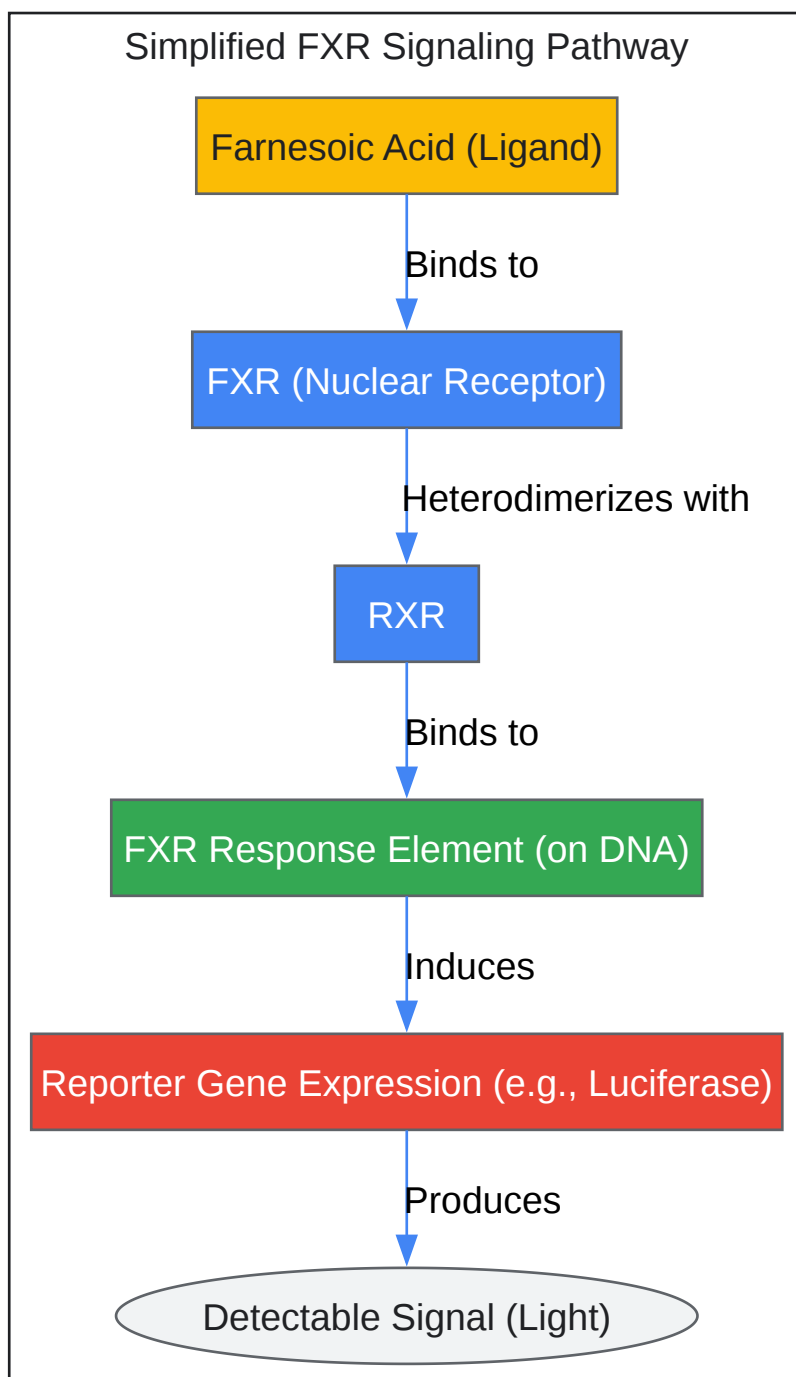 Simplified FXR Signaling Pathway
Farnesoic Acid (Ligand)
Binds to
FXR (Nuclear Receptor)
Heterodimerizes with
RXR
Binds to
FXR Response Element (on DNA)
Induces
Reporter Gene Expression (e.g., Luciferase)
Produces
Detectable Signal (Light)